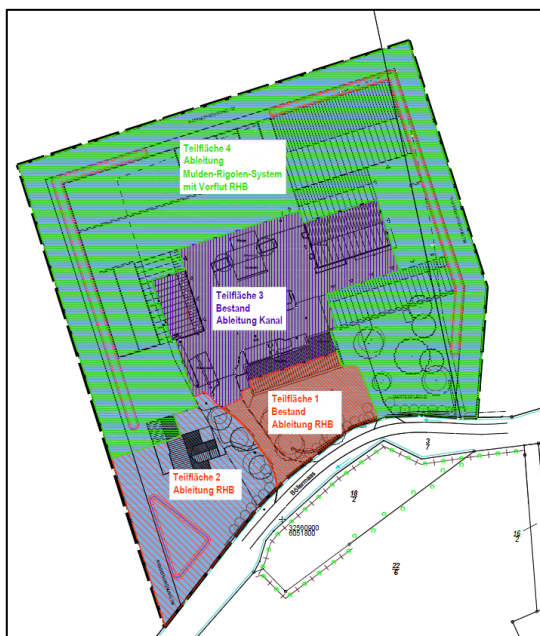 Teilfläche 4
Ableitung
Mulden-Rigolen-System
mit Vorflut RHB
Teilfläche 3
Bestand
Ableitung Kanal
Teilfläche 1
Bestand
Ableitung RHB
Teilfläche 2
Ableitung RHB
3
7
18
2
32560900
6051800
16
2
22
6